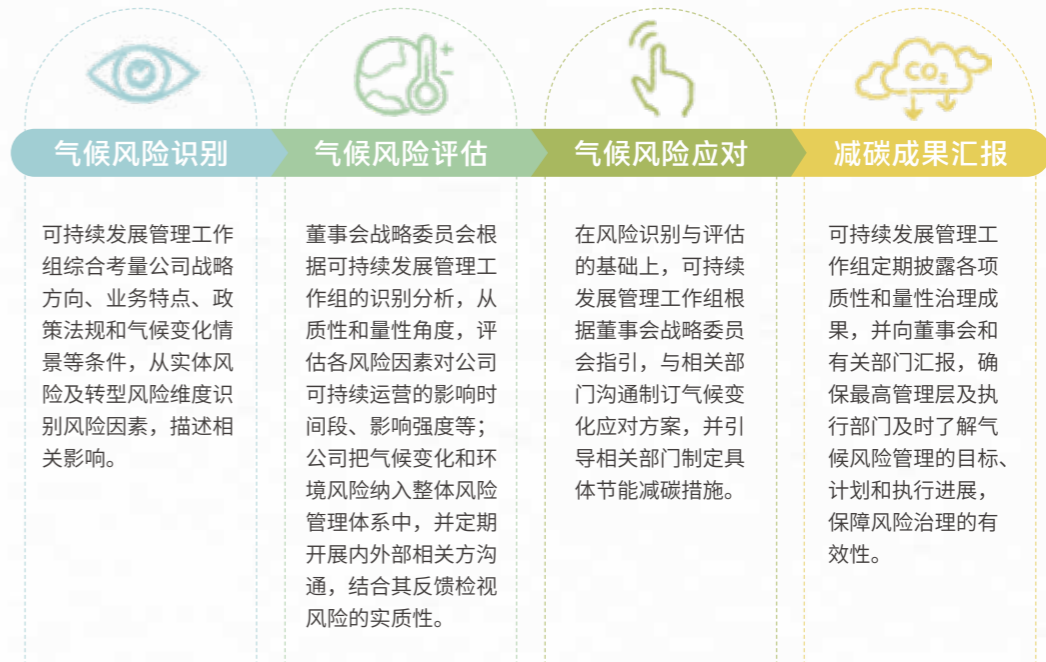 CO₂
气候风险识别
气候风险评估
气候风险应对
减碳成果汇报
可持续发展管理工作
组综合考量公司战略
方向、业务特点、政
策法规和气候变化情
景等条件，从实体风
险及转型风险维度识
别风险因素，描述相
关影响。
董事会战略委员会根
据可持续发展管理工
作组的识别分析，从
质性和量性角度，评
估各风险因素对公司
可持续运营的影响时
间段、影响强度等；
公司把气候变化和环
境风险纳入整体风险
管理体系中，并定期
开展内外部相关方沟
通，结合其反馈检视
风险的实质性。
在风险识别与评估
的基础上，可持续
发展管理工作组根
据董事会战略委员
会指引，与相关部
门沟通制订气候变
化应对方案，并引
导相关部门制定具
体节能减碳措施。
可持续发展管理工
作组定期披露各项
质性和量性治理成
果，并向董事会和
有关部门汇报，确
保最高管理层及执
行部门及时了解气
候风险管理的目标、
计划和执行进展，
保障风险治理的有
效性。